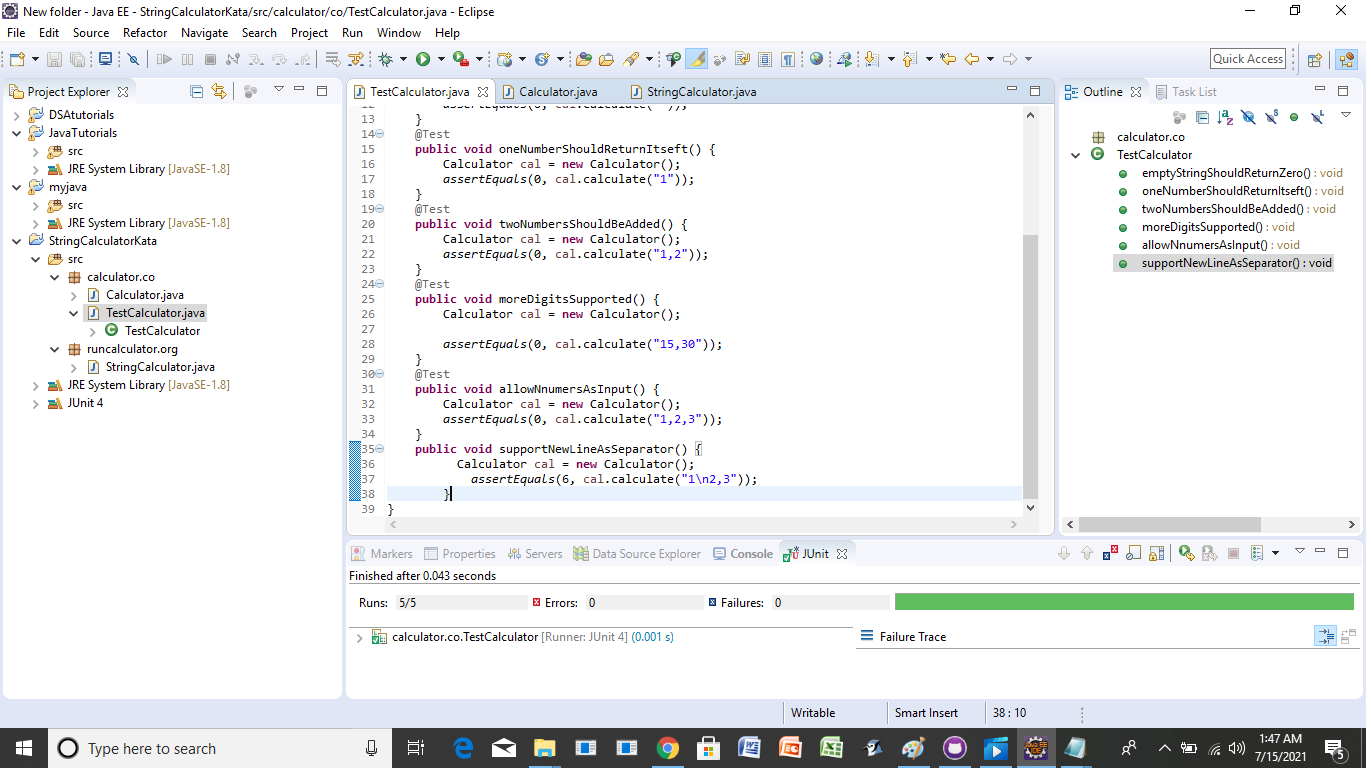 New folder - Java EE - StringCalculatorKata/src/calculator/co/TestCalculator.java - Eclipse
File Edit Source Refactor Navigate Search Project Run Window Help
Quick Access
Project Explorer
DSAtutorials
JavaTutorials
src
JRE System Library [JavaSE-1.8]
myjava
src
JRE System Library [JavaSE-1.8]
StringCalculatorKata
src
calculator.co
Calculator.java
TestCalculator.java
TestCalculator
runcalculator.org
StringCalculator.java
JRE System Library [JavaSE-1.8]
JUnit 4
TestCalculator.java Calculator.java StringCalculator.java
13 }
14 @Test
15 public void oneNumberShouldReturnItseft() {
16 Calculator cal = new Calculator();
17 assertEquals(0, cal.calculate("1"));
18 }
19 @Test
20 public void twoNumbersShouldBeAdded() {
21 Calculator cal = new Calculator();
22 assertEquals(0, cal.calculate("1,2"));
23 }
24 @Test
25 public void moreDigitsSupported() {
26 Calculator cal = new Calculator();
27
28 assertEquals(0, cal.calculate("15,30"));
29 }
30 @Test
31 public void allowNnumersAsInput() {
32 Calculator cal = new Calculator();
33 assertEquals(0, cal.calculate("1,2,3"));
34 }
35 public void supportNewLineAsSeparator() {
36 Calculator cal = new Calculator();
37 assertEquals(6, cal.calculate("1\n2,3"));
38 }
39 }
Outline Task List
calculator.co
TestCalculator
emptyStringShouldReturnZero() : void
oneNumberShouldReturnItseft() : void
twoNumbersShouldBeAdded() : void
moreDigitsSupported() : void
allowNnumersAsInput() : void
supportNewLineAsSeparator() : void
Markers Properties Servers Data Source Explorer Console JUnit
Finished after 0.043 seconds
Runs: 5/5 Errors: 0 Failures: 0
calculator.co.TestCalculator [Runner: JUnit 4] (0.001 s)
Failure Trace
Writable Smart Insert 38 : 10
Type here to search
1:47 AM
7/15/2021
5